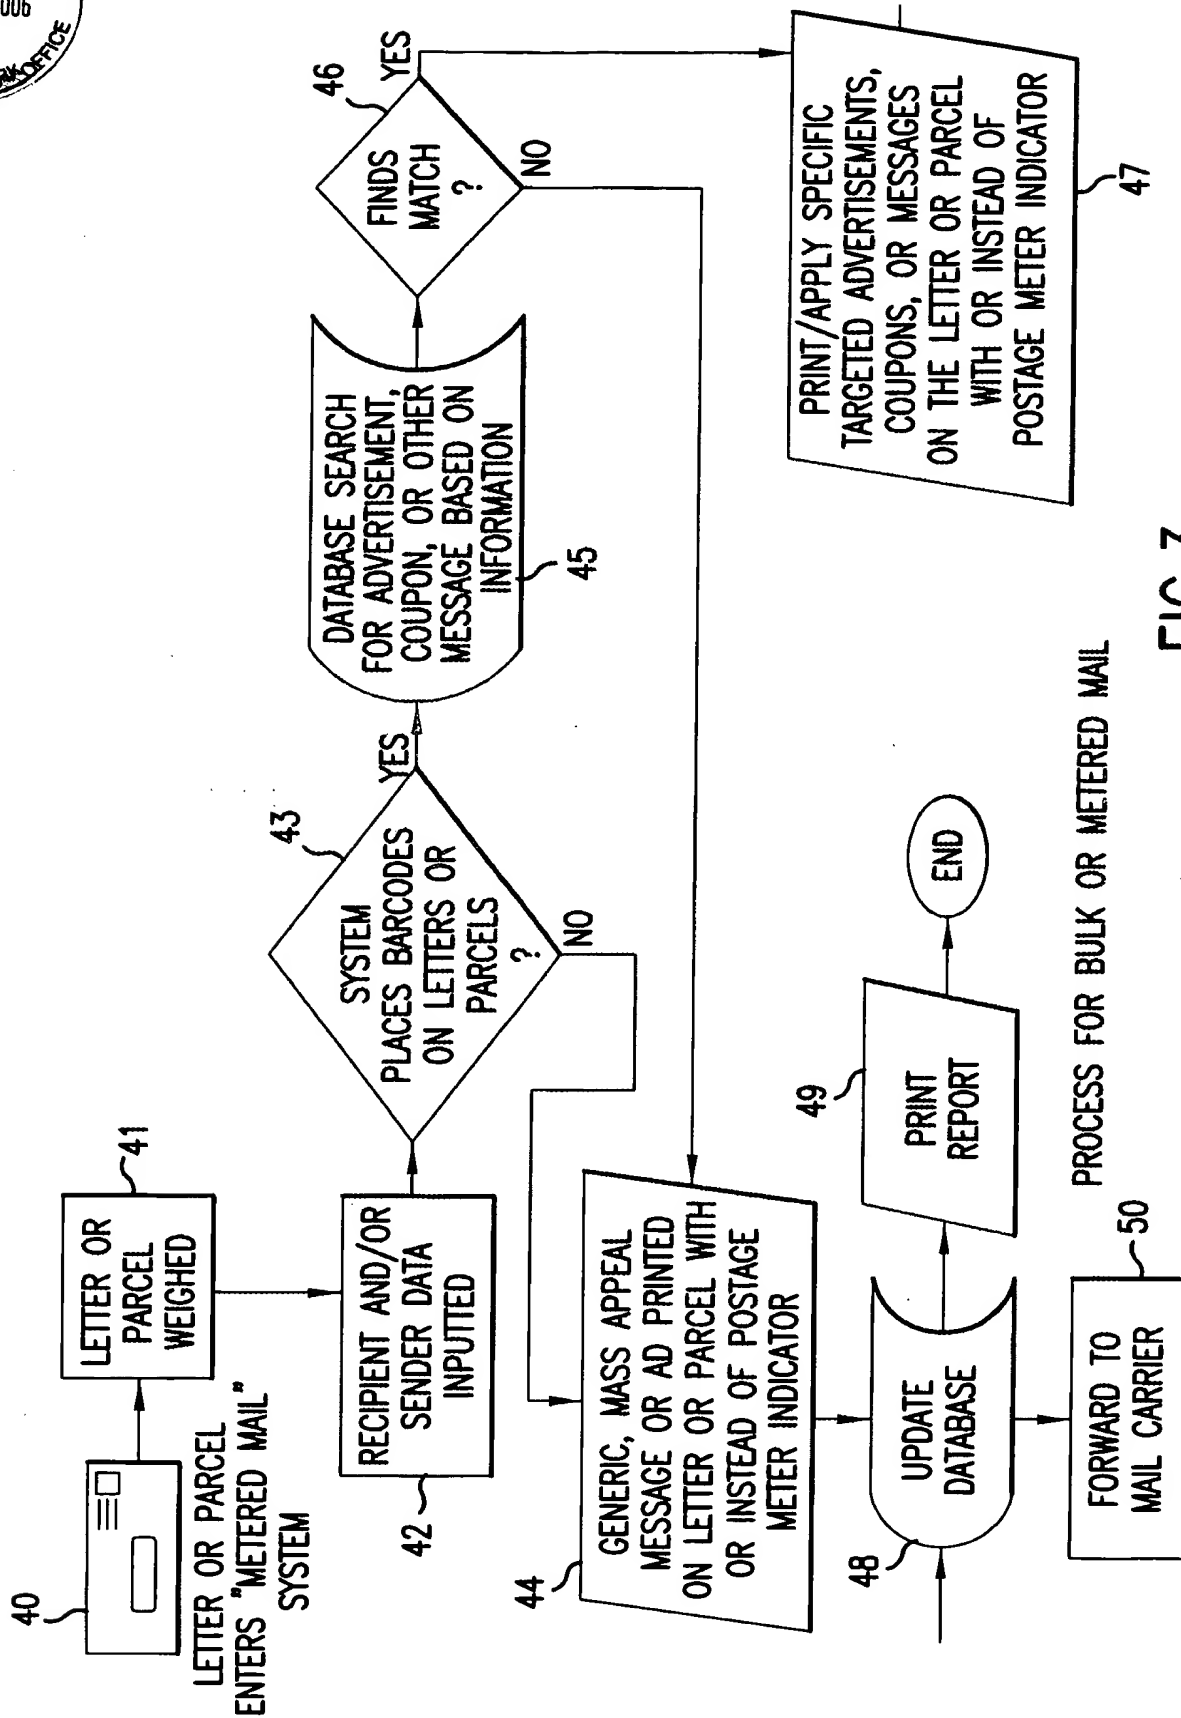 006
OFFICE
40
LETTER OR PARCEL
ENTERS "METERED MAIL"
SYSTEM
41
LETTER OR
PARCEL
WEIGHED
42
RECIPIENT AND/OR
SENDER DATA
INPUTTED
43
SYSTEM
PLACES BARCODES
ON LETTERS OR
PARCELS
?
YES
NO
DATABASE SEARCH
FOR ADVERTISEMENT,
COUPON, OR OTHER
MESSAGE BASED ON
INFORMATION
45
46
FINDS
MATCH
?
YES
NO
44
GENERIC, MASS APPEAL
MESSAGE OR AD PRINTED
ON LETTER OR PARCEL WITH
OR INSTEAD OF POSTAGE
METER INDICATOR
PRINT/APPLY SPECIFIC
TARGETED ADVERTISEMENTS,
COUPONS, OR MESSAGES
ON THE LETTER OR PARCEL
WITH OR INSTEAD OF
POSTAGE METER INDICATOR
47
48
UPDATE
DATABASE
49
PRINT
REPORT
END
50
FORWARD TO
MAIL CARRIER
PROCESS FOR BULK OR METERED MAIL